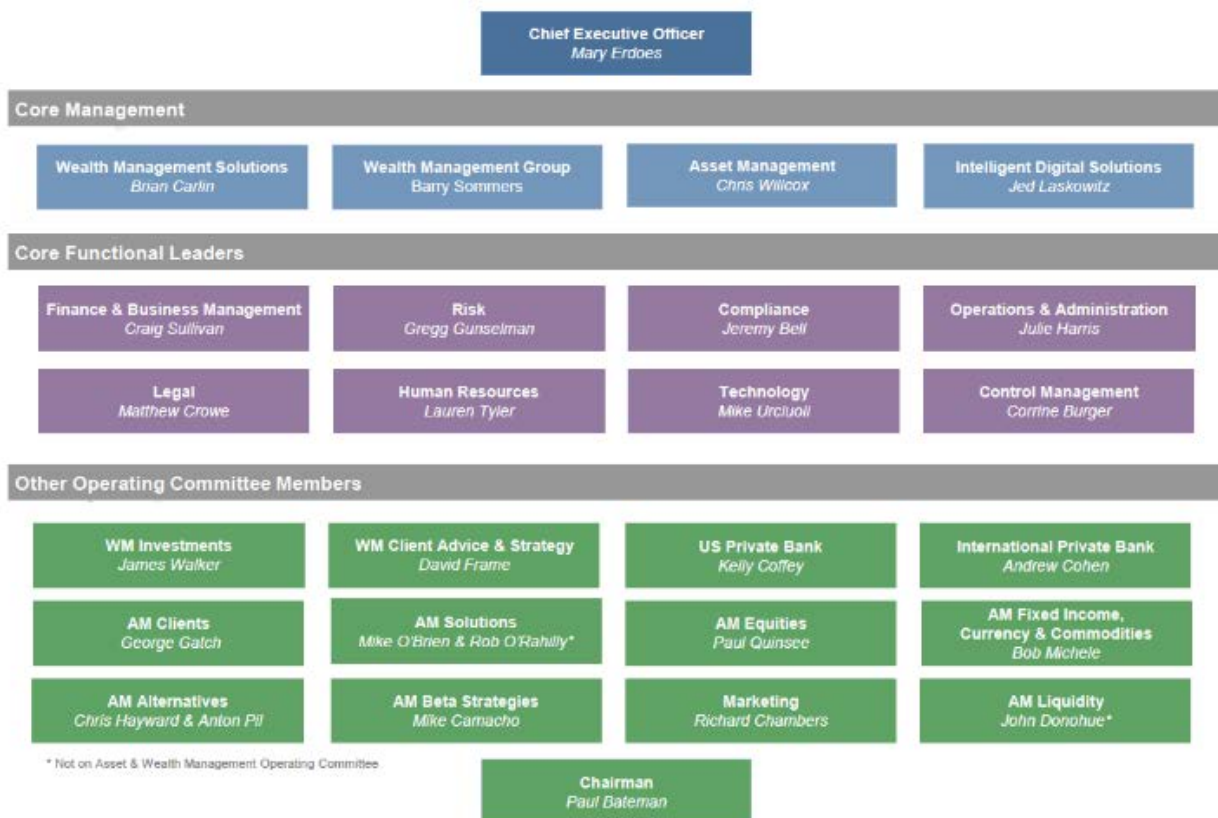 Chief Executive Officer
Mary Erdoes
Core Management
Wealth Management Solutions
Brian Carlin
Wealth Management Group
Barry Sommers
Asset Management
Chris Willcox
Intelligent Digital Solutions
Jed Laskowitz
Core Functional Leaders
Finance & Business Management
Craig Sullivan
Risk
Gregg Gunselman
Compliance
Jeremy Bell
Operations & Administration
Julie Harris
Legal
Matthew Crowe
Human Resources
Lauren Tyler
Technology
Mike Urciuoli
Control Management
Corrine Burger
Other Operating Committee Members
WM Investments
James Walker
WM Client Advice & Strategy
David Frame
US Private Bank
Kelly Coffey
International Private Bank
Andrew Cohen
AM Clients
George Gatch
AM Solutions
Mike O'Brien & Rob O'Rahilly*
AM Equities
Paul Quinsee
AM Fixed Income,
Currency & Commodities
Bob Michele
AM Alternatives
Chris Hayward & Anton Pil
AM Beta Strategies
Mike Camacho
Marketing
Richard Chambers
AM Liquidity
John Donohue*
* Not on Asset & Wealth Management Operating Committee
Chairman
Paul Bateman